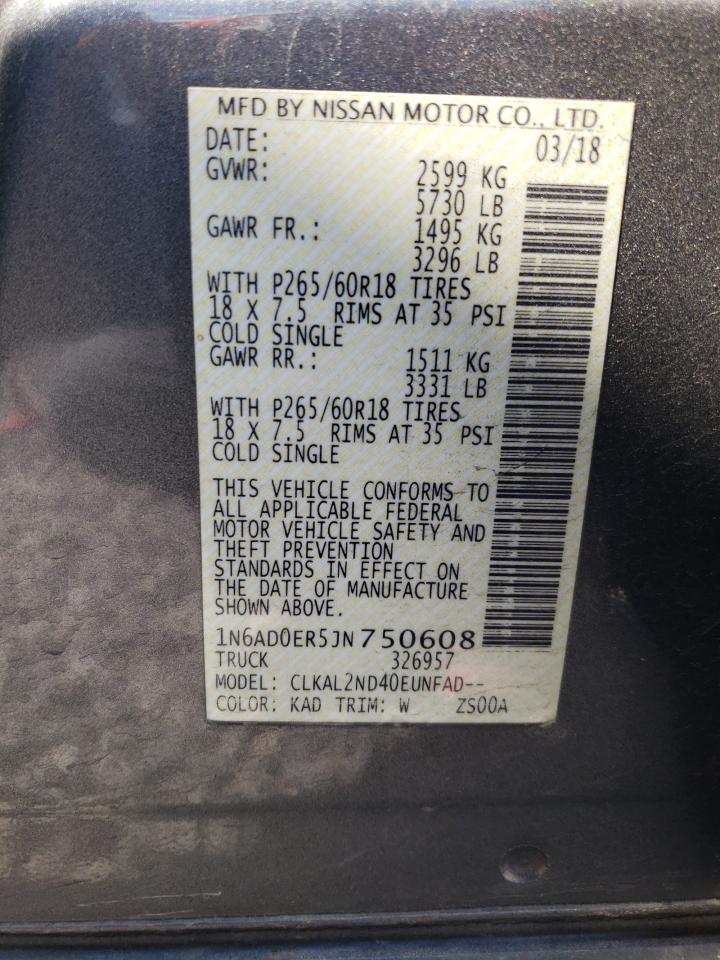 MFD BY NISSAN MOTOR CO., LTD.
DATE: 03/18
GVWR: 2599 KG
5730 LB
GAWR FR.: 1495 KG
3296 LB
WITH P265/60R18 TIRES
18 X 7.5 RIMS AT 35 PSI
COLD SINGLE
GAWR RR.: 1511 KG
3331 LB
WITH P265/60R18 TIRES
18 X 7.5 RIMS AT 35 PSI
COLD SINGLE
THIS VEHICLE CONFORMS TO
ALL APPLICABLE FEDERAL
MOTOR VEHICLE SAFETY AND
THEFT PREVENTION
STANDARDS IN EFFECT ON
THE DATE OF MANUFACTURE
SHOWN ABOVE.
1N6AD0ER5JN750608
TRUCK 326957
MODEL: CLKAL2ND40EUNFAD--
COLOR: KAD TRIM: W ZS00A